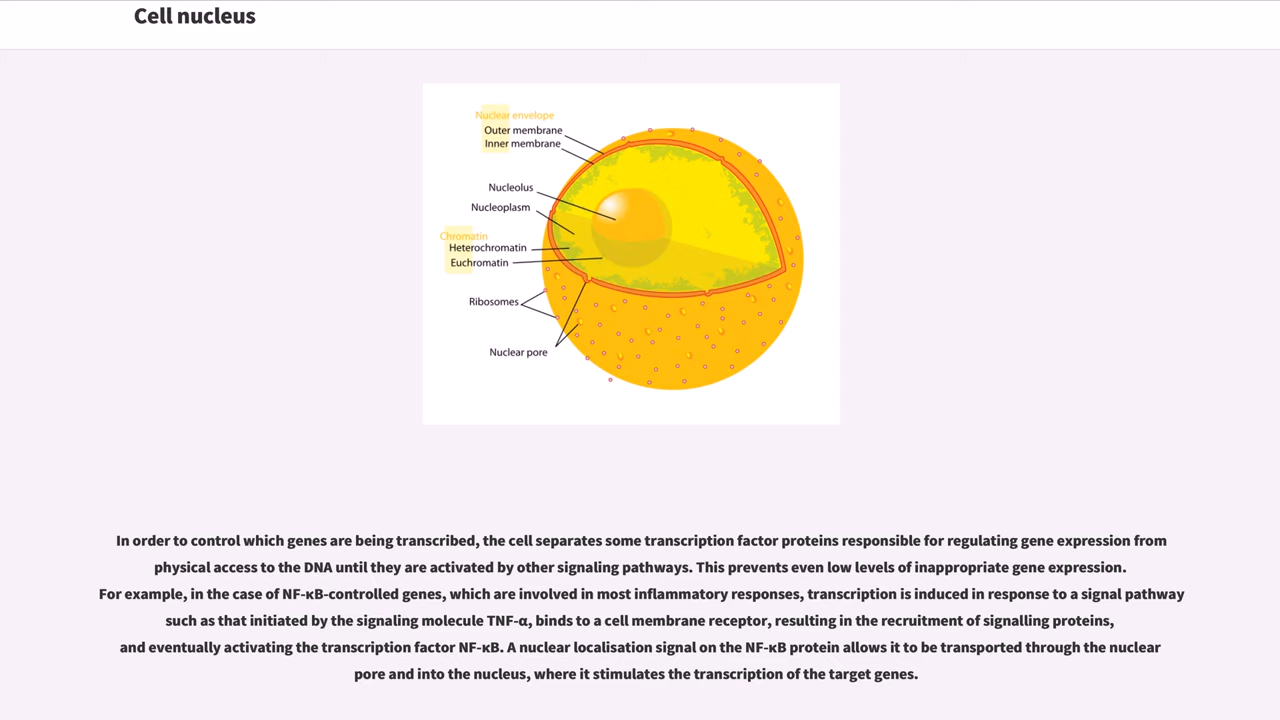 Cell nucleus
Nuclear envelope
Outer membrane
Inner membrane
Nucleolus
Nucleoplasm
Chromatin
Heterochromatin
Euchromatin
Ribosomes
Nuclear pore
In order to control which genes are being transcribed, the cell separates some transcription factor proteins responsible for regulating gene expression from
physical access to the DNA until they are activated by other signaling pathways. This prevents even low levels of inappropriate gene expression.
For example, in the case of NF-κB-controlled genes, which are involved in most inflammatory responses, transcription is induced in response to a signal pathway
such as that initiated by the signaling molecule TNF-α, binds to a cell membrane receptor, resulting in the recruitment of signalling proteins,
and eventually activating the transcription factor NF-κB. A nuclear localisation signal on the NF-κB protein allows it to be transported through the nuclear
pore and into the nucleus, where it stimulates the transcription of the target genes.